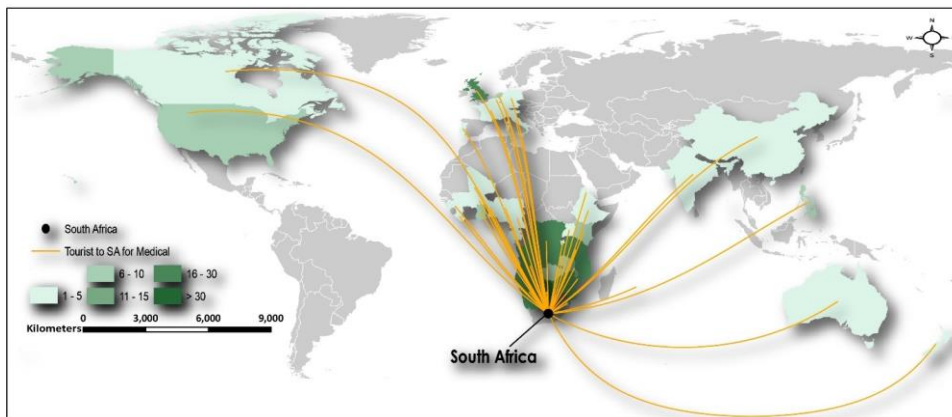 N
W E
S
South Africa
Tourist to SA for Medical
6 - 10 16 - 30
1 - 5 11 - 15 > 30
Kilometers 0 3,000 6,000 9,000
South Africa